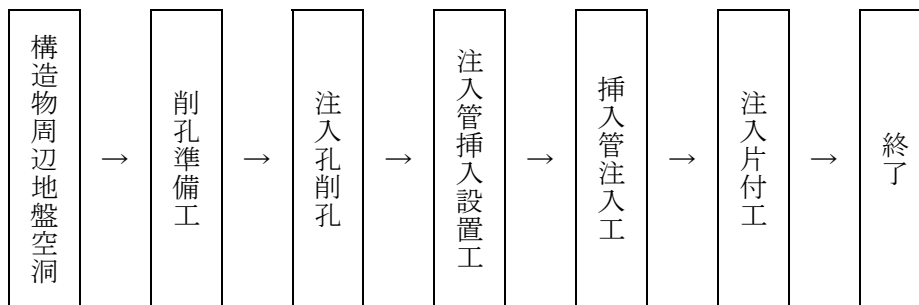 構造物周辺地盤空洞
→
削孔準備工
→
注入孔削孔
→
注入管挿入設置工
→
挿入管注入工
→
注入片付工
→
終了